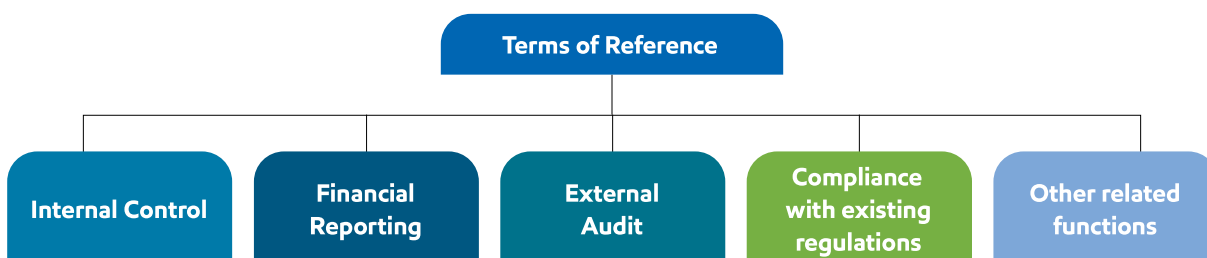 Terms of Reference
Internal Control
Financial
Reporting
External
Audit
Compliance
with existing
regulations
Other related
functions